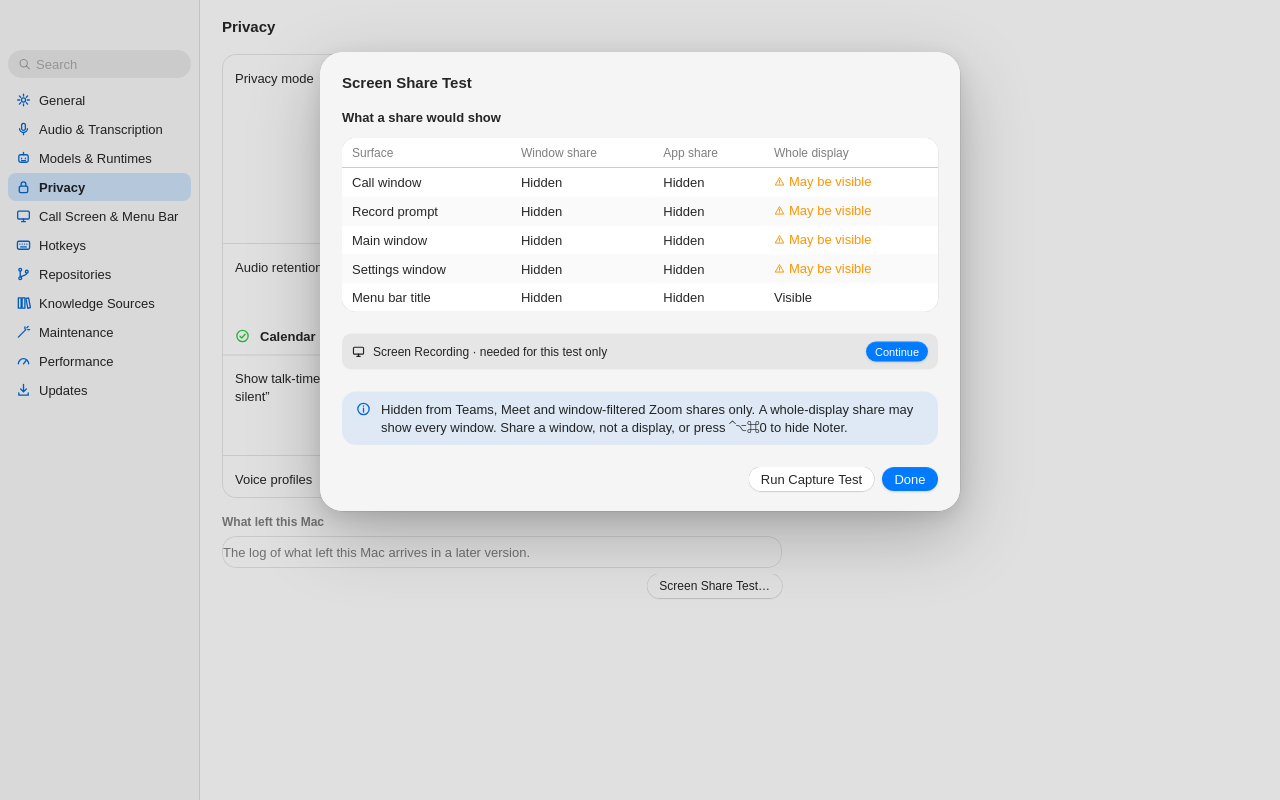 Search
General
Audio & Transcription
Models & Runtimes
Privacy
Call Screen & Menu Bar
Hotkeys
Repositories
Knowledge Sources
Maintenance
Performance
Updates
Privacy
Privacy mode
Audio retention
Calendar
Show talk-time
silent”
Voice profiles
What left this Mac
The log of what left this Mac arrives in a later version.
Screen Share Test…
Screen Share Test
What a share would show
Surface Window share App share Whole display
Call window Hidden Hidden May be visible
Record prompt Hidden Hidden May be visible
Main window Hidden Hidden May be visible
Settings window Hidden Hidden May be visible
Menu bar title Hidden Hidden Visible
Screen Recording · needed for this test only Continue
Hidden from Teams, Meet and window-filtered Zoom shares only. A whole-display share may
show every window. Share a window, not a display, or press ⌃⌥⌘0 to hide Noter.
Run Capture Test Done